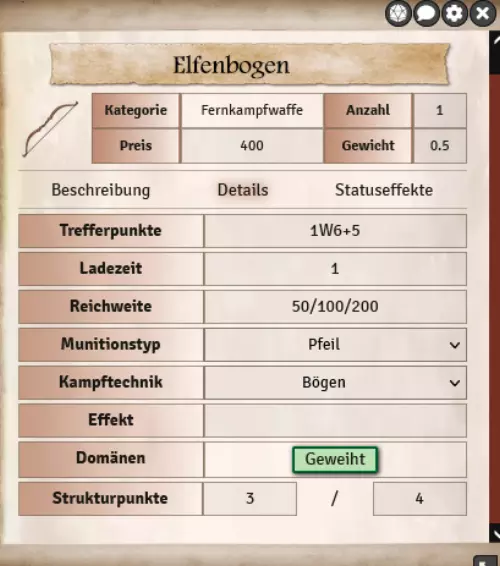 Elfenbogen
Kategorie Fernkampfwaffe Anzahl 1
Preis 400 Gewicht 0.5
Beschreibung Details Statuseffekte
Trefferpunkte 1W6+5
Ladezeit 1
Reichweite 50/100/200
Munitionstyp Pfeil
Kampftechnik Bögen
Effekt
Domänen Geweiht
Strukturpunkte 3 / 4